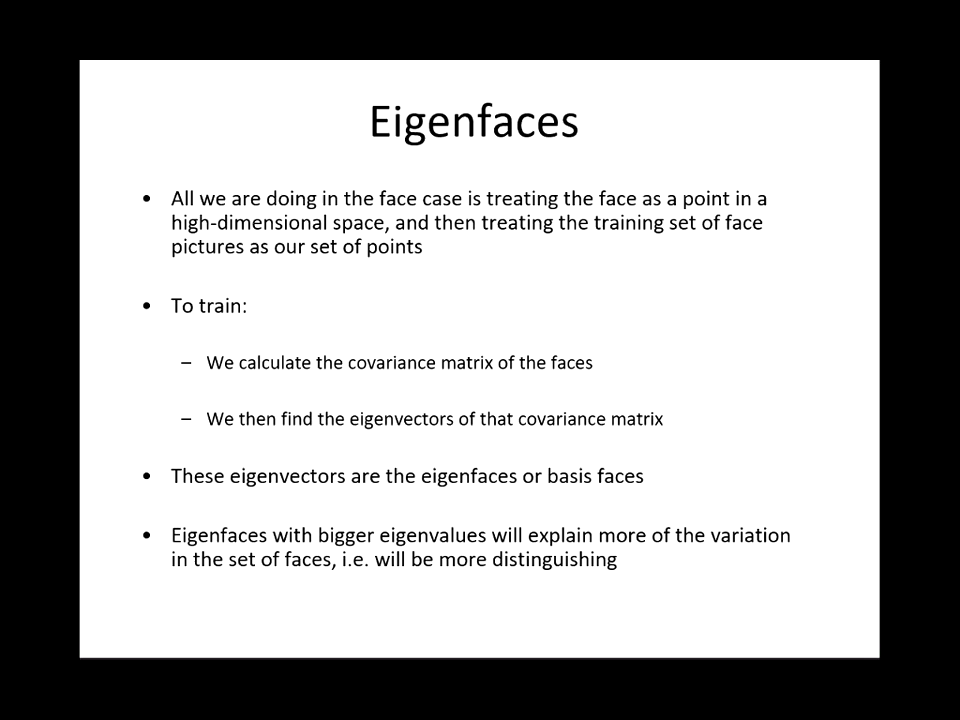 Eigenfaces
• All we are doing in the face case is treating the face as a point in a
high-dimensional space, and then treating the training set of face
pictures as our set of points
• To train:
– We calculate the covariance matrix of the faces
– We then find the eigenvectors of that covariance matrix
• These eigenvectors are the eigenfaces or basis faces
• Eigenfaces with bigger eigenvalues will explain more of the variation
in the set of faces, i.e. will be more distinguishing